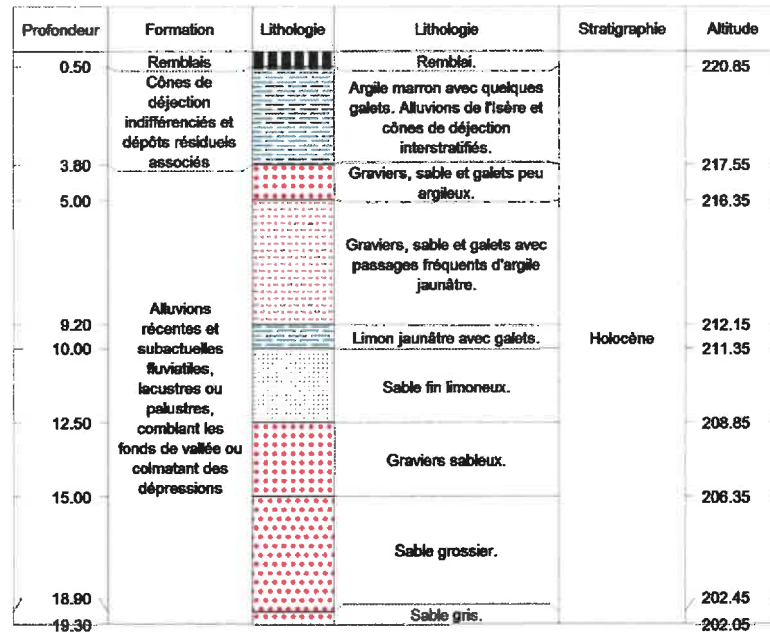 Profondeur Formation Lithologie Lithologie Stratigraphie Altitude
Remblais Remblai.
0.50 220.85
Cônes de
déjection
indifférenciés et
dépôts résiduels
associés
Argile marron avec quelques
galets. Alluvions de l'Isère et
cônes de déjection
interstratifiés.
3.80 217.55
Graviers, sable et galets peu
argileux.
5.00 216.35
Graviers, sable et galets avec
passages fréquents d'argile
jaunâtre.
9.20 212.15
Alluvions
récentes et
subactuelles
fluviatiles,
lacustres ou
palustres,
comblant les
fonds de vallée ou
colmatant des
dépressions
Limon jaunâtre avec galets.
Holocène
10.00 211.35
Sable fin limoneux.
12.50 208.85
Graviers sableux.
15.00 206.35
Sable grossier.
18.90 202.45
Sable gris.
19.30 202.05